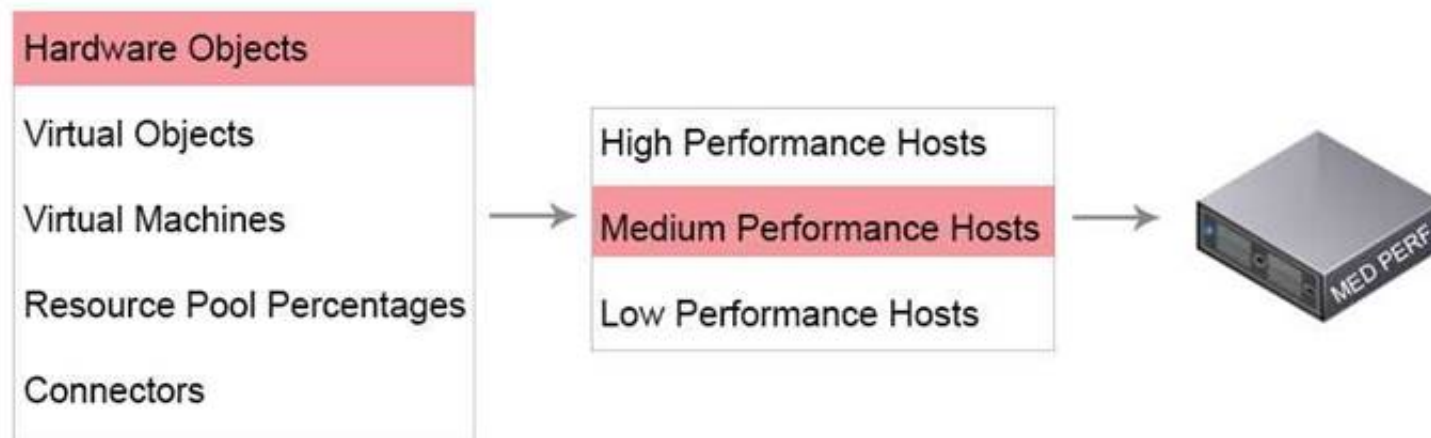 Hardware Objects
Virtual Objects
Virtual Machines
Resource Pool Percentages
Connectors
High Performance Hosts
Medium Performance Hosts
Low Performance Hosts
MED PERF